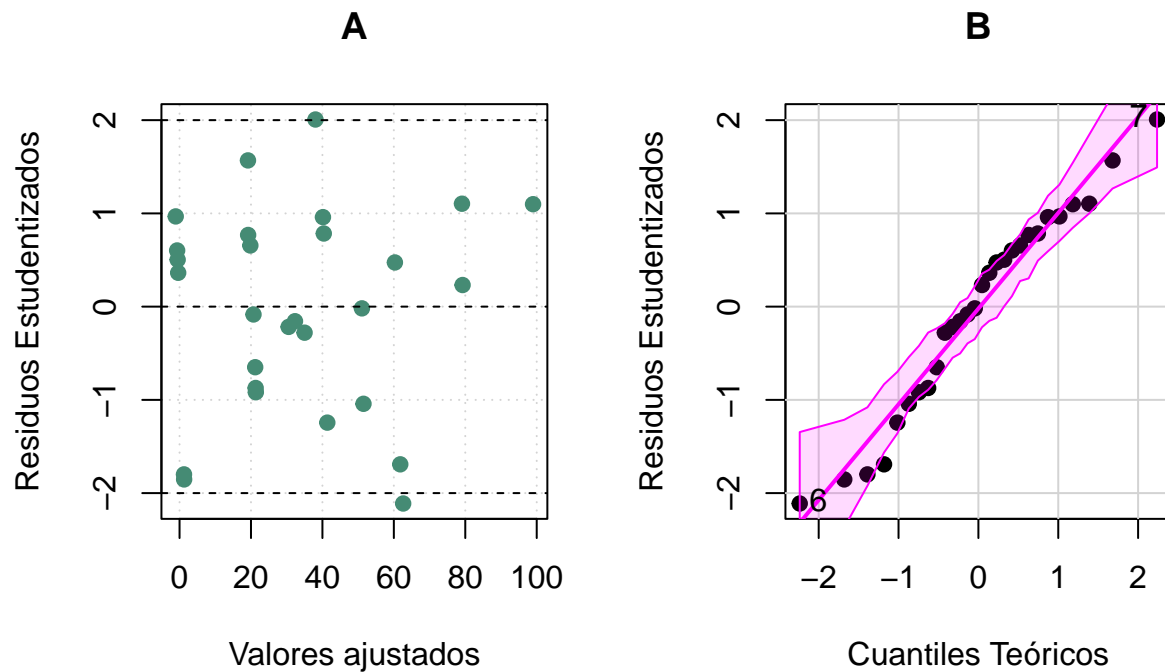 A
Residuos Estudentizados
2
1
0
−1
−2
0 20 40 60 80 100
Valores ajustados
B
Residuos Estudentizados
2
1
0
−1
−2
7
6
−2 −1 0 1 2
Cuantiles Teóricos